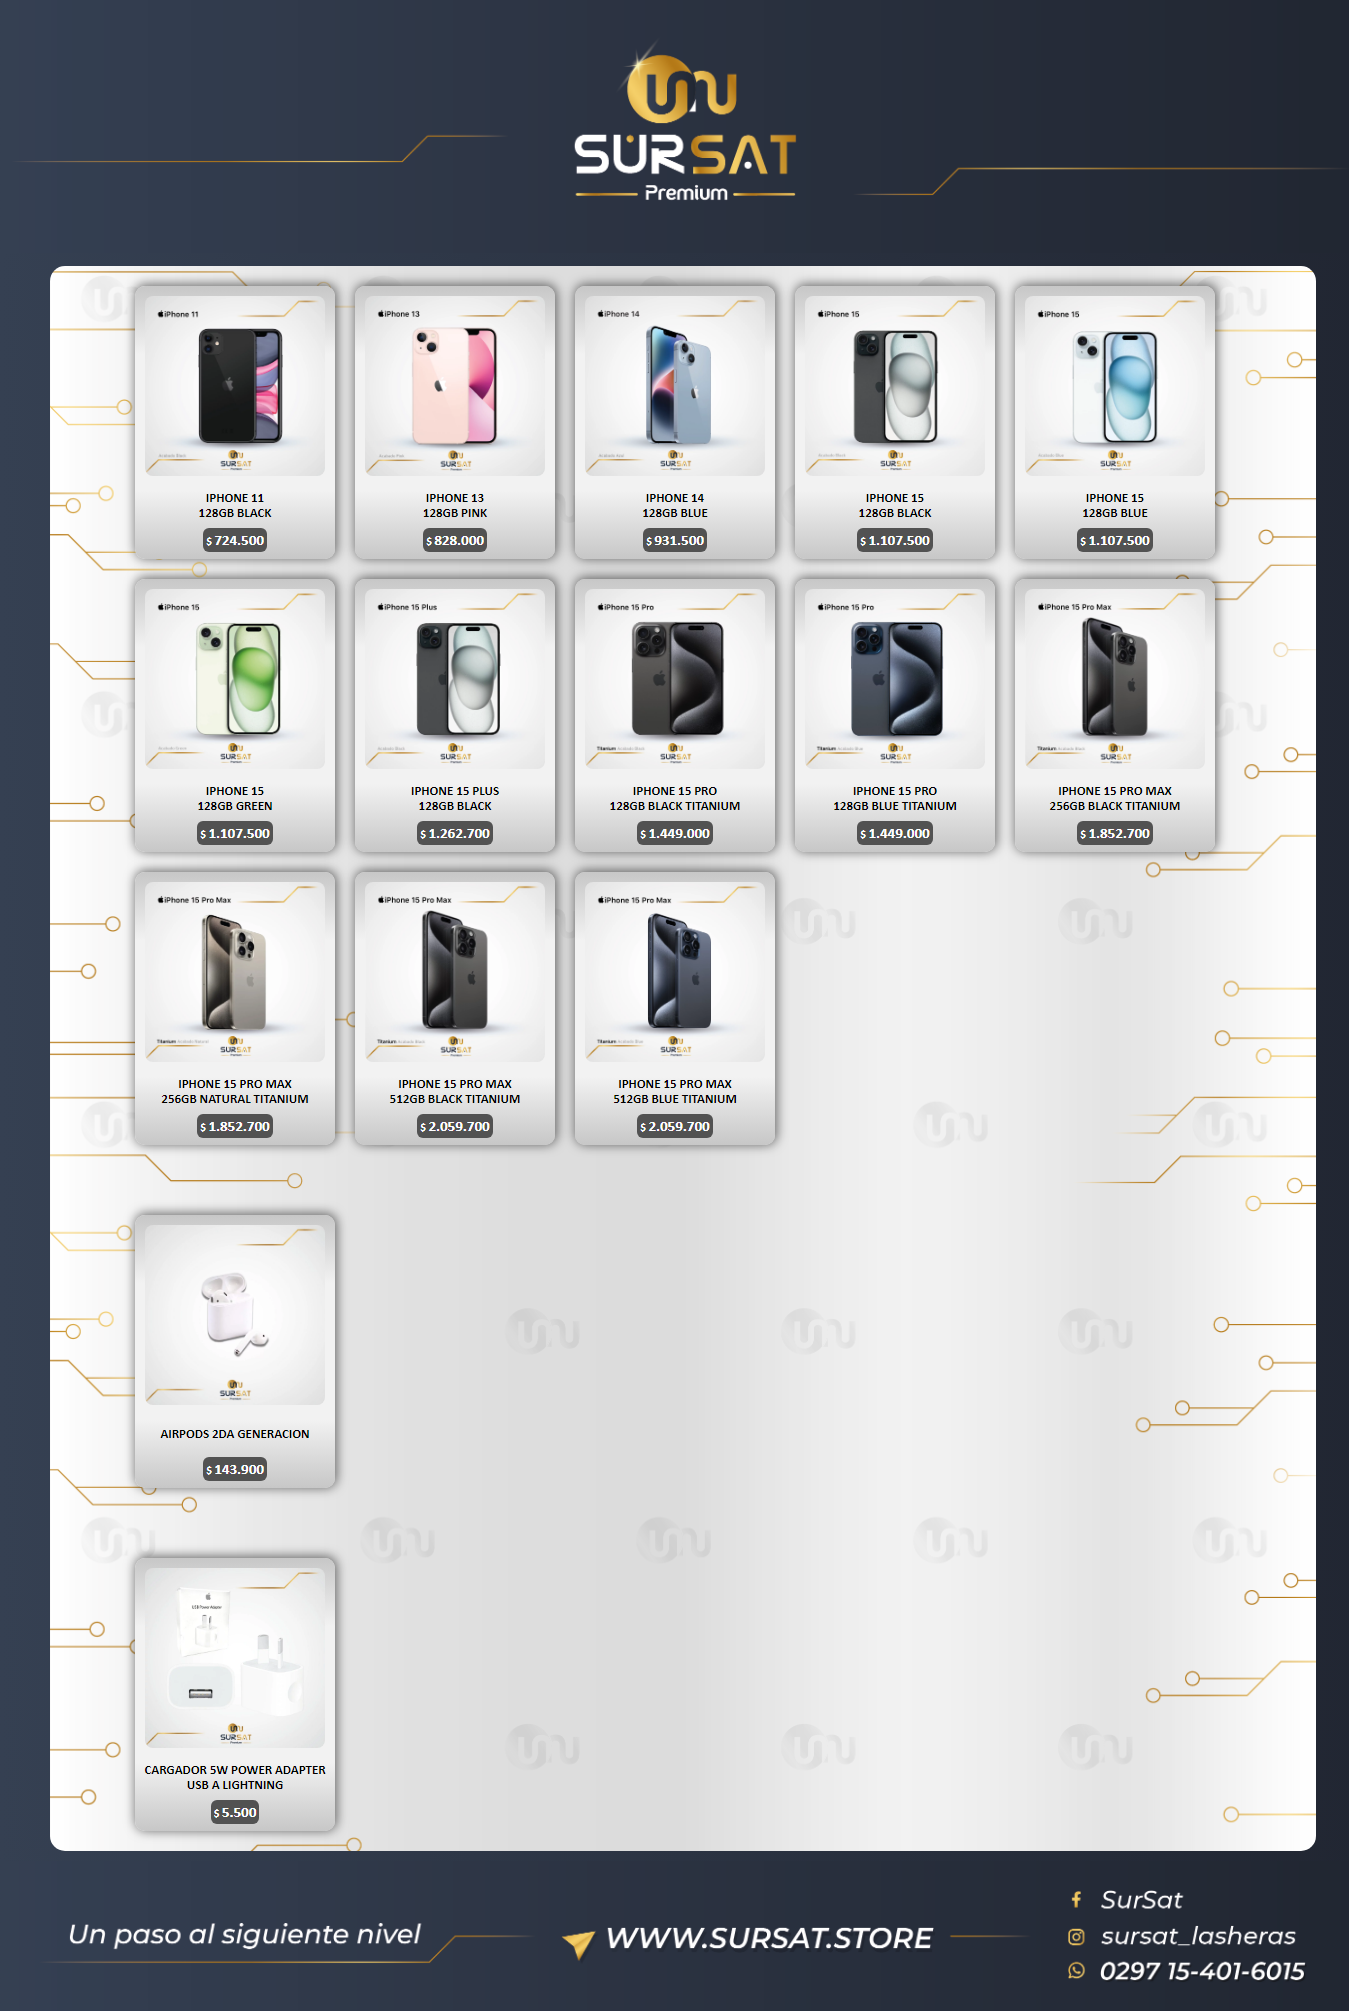 SURSAT
Premium
iPhone 11
iPhone 13
iPhone 14
iPhone 15
iPhone 15
SURSAT
SURSAT
SURSAT
SURSAT
SURSAT
IPHONE 11
128GB BLACK
$ 724.500
IPHONE 13
128GB PINK
$ 828.000
IPHONE 14
128GB BLUE
$ 931.500
IPHONE 15
128GB BLACK
$ 1.107.500
IPHONE 15
128GB BLUE
$ 1.107.500
iPhone 15
iPhone 15 Plus
iPhone 15 Pro
iPhone 15 Pro
iPhone 15 Pro Max
SURSAT
SURSAT
Titanium
SURSAT
Titanium
SURSAT
Titanium
SURSAT
IPHONE 15
128GB GREEN
$ 1.107.500
IPHONE 15 PLUS
128GB BLACK
$ 1.262.700
IPHONE 15 PRO
128GB BLACK TITANIUM
$ 1.449.000
IPHONE 15 PRO
128GB BLUE TITANIUM
$ 1.449.000
IPHONE 15 PRO MAX
256GB BLACK TITANIUM
$ 1.852.700
iPhone 15 Pro Max
iPhone 15 Pro Max
iPhone 15 Pro Max
Titanium
SURSAT
Titanium
SURSAT
Titanium
SURSAT
IPHONE 15 PRO MAX
256GB NATURAL TITANIUM
$ 1.852.700
IPHONE 15 PRO MAX
512GB BLACK TITANIUM
$ 2.059.700
IPHONE 15 PRO MAX
512GB BLUE TITANIUM
$ 2.059.700
SURSAT
AIRPODS 2DA GENERACION
$ 143.900
USB Power Adapter
SURSAT
CARGADOR 5W POWER ADAPTER
USB A LIGHTNING
$ 5.500
Un paso al siguiente nivel
WWW.SURSAT.STORE
SurSat
sursat_lasheras
0297 15-401-6015